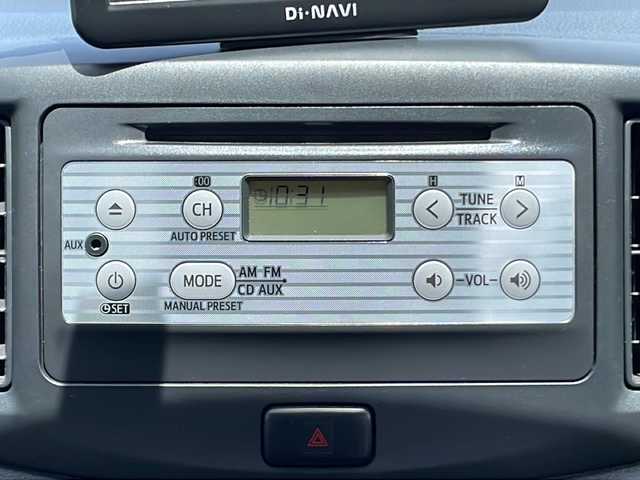 Di·NAVI
:00
H
M
CH
10:31
TUNE
TRACK
AUTO PRESET
AUX
MODE
AM FM
CD AUX
-VOL-
SET
MANUAL PRESET